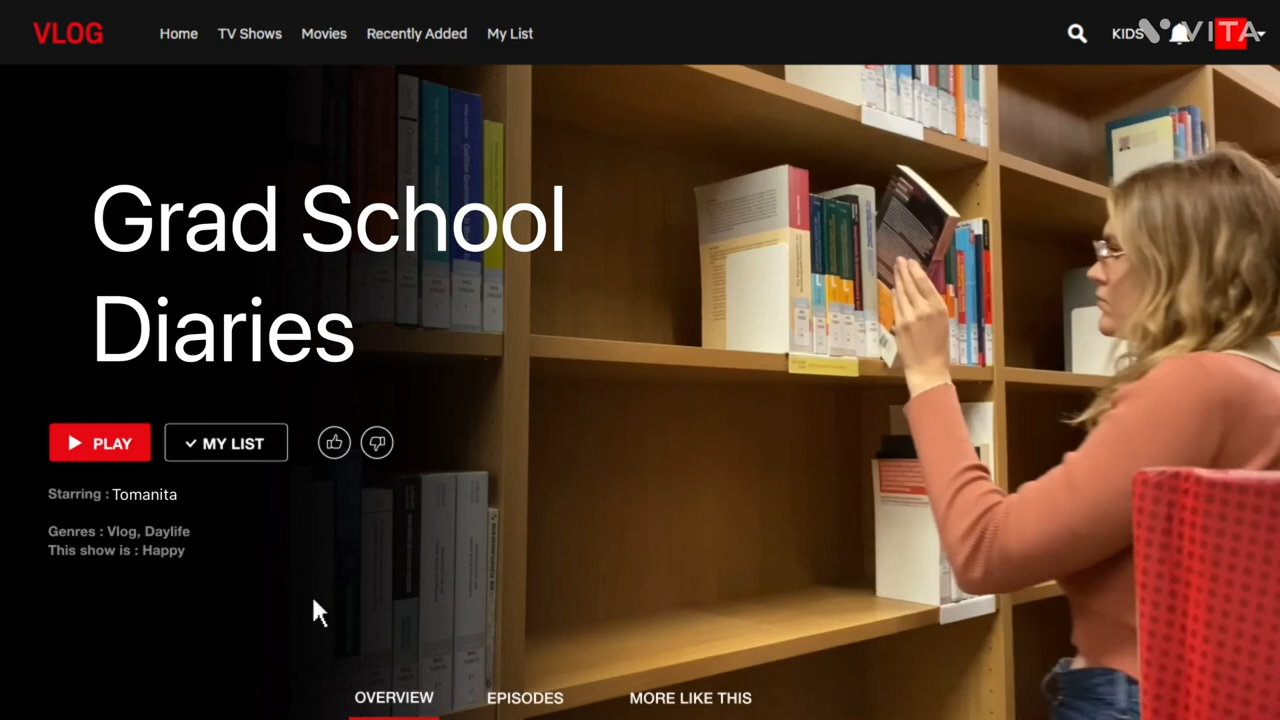 VLOG
Home
TV Shows
Movies
Recently Added
My List
KIDS
VITA
Grad School
Diaries
PLAY
MY LIST
Starring : Tomanita
Genres : Vlog, Daylife
This show is : Happy
OVERVIEW
EPISODES
MORE LIKE THIS